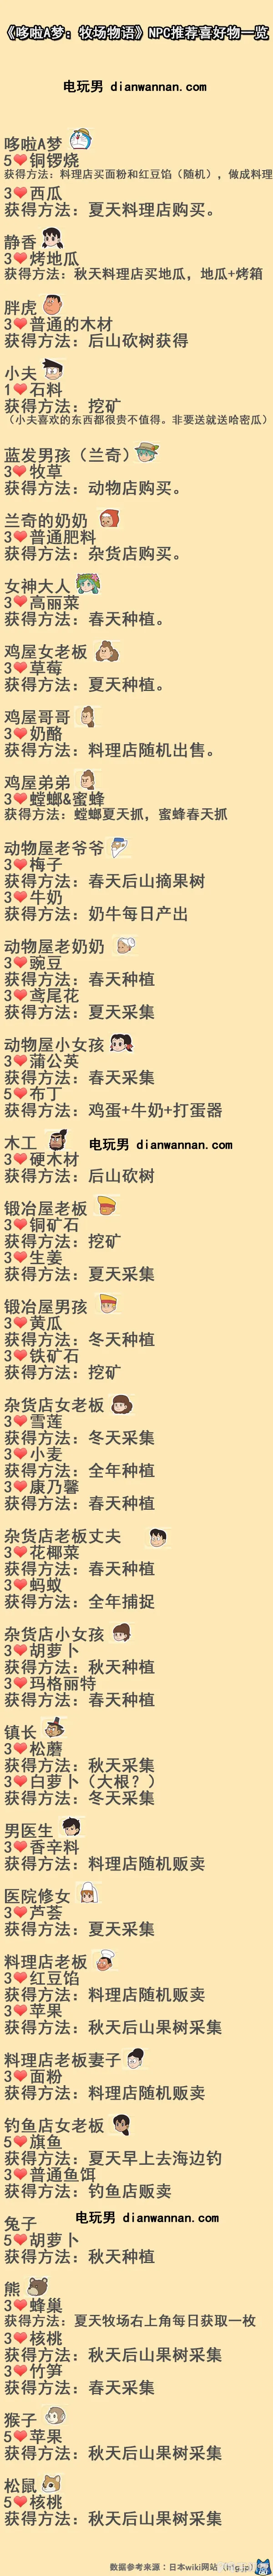 《哆啦A梦：牧场物语》NPC推荐喜好物一览
电玩男 dianwannan.com
哆啦A梦
5❤铜锣烧
获得方法：料理店买面粉和红豆馅（随机），做成料理
3❤西瓜
获得方法：夏天料理店购买。
静香
3❤烤地瓜
获得方法：秋天料理店买地瓜，地瓜+烤箱
胖虎
3❤普通的木材
获得方法：后山砍树获得
小夫
1❤石料
获得方法：挖矿
（小夫喜欢的东西都很贵不值得。非要送就送哈密瓜）
蓝发男孩（兰奇）
3❤牧草
获得方法：动物店购买。
兰奇的奶奶
3❤普通肥料
获得方法：杂货店购买。
女神大人
3❤高丽菜
获得方法：春天种植。
鸡屋女老板
3❤草莓
获得方法：夏天种植。
鸡屋哥哥
3❤奶酪
获得方法：料理店随机出售。
鸡屋弟弟
3❤螳螂&蜜蜂
获得方法：螳螂夏天抓，蜜蜂春天抓
动物屋老爷爷
3❤梅子
获得方法：春天后山摘果树
3❤牛奶
获得方法：奶牛每日产出
动物屋老奶奶
3❤豌豆
获得方法：春天种植
3❤鸢尾花
获得方法：夏天采集
动物屋小女孩
3❤蒲公英
获得方法：春天采集
5❤布丁
获得方法：鸡蛋+牛奶+打蛋器
木工
电玩男 dianwannan.com
3❤硬木材
获得方法：后山砍树
锻冶屋老板
3❤铜矿石
获得方法：挖矿
3❤生姜
获得方法：夏天采集
锻冶屋男孩
3❤黄瓜
获得方法：冬天种植
3❤铁矿石
获得方法：挖矿
杂货店女老板
3❤雪莲
获得方法：冬天采集
3❤小麦
获得方法：全年种植
3❤康乃馨
获得方法：春天种植
杂货店老板丈夫
3❤花椰菜
获得方法：春天种植
3❤蚂蚁
获得方法：全年捕捉
杂货店小女孩
3❤胡萝卜
获得方法：秋天种植
3❤玛格丽特
获得方法：春天种植
镇长
3❤松蘑
获得方法：秋天采集
3❤白萝卜（大根？）
获得方法：冬天采集
男医生
3❤香辛料
获得方法：料理店随机贩卖
医院修女
3❤芦荟
获得方法：夏天采集
料理店老板
3❤红豆馅
获得方法：料理店随机贩卖
3❤苹果
获得方法：秋天后山果树采集
料理店老板妻子
3❤面粉
获得方法：料理店随机贩卖
钓鱼店女老板
5❤旗鱼
获得方法：夏天早上去海边钓
3❤普通鱼饵
获得方法：钓鱼店贩卖
兔子
电玩男 dianwannan.com
5❤胡萝卜
获得方法：秋天种植
熊
3❤蜂巢
获得方法：夏天牧场右上角每日获取一枚
3❤核桃
获得方法：秋天后山果树采集
3❤竹笋
获得方法：春天采集
猴子
5❤苹果
获得方法：秋天后山果树采集
松鼠
5❤核桃
获得方法：秋天后山果树采集
数据参考来源：日本wiki网站